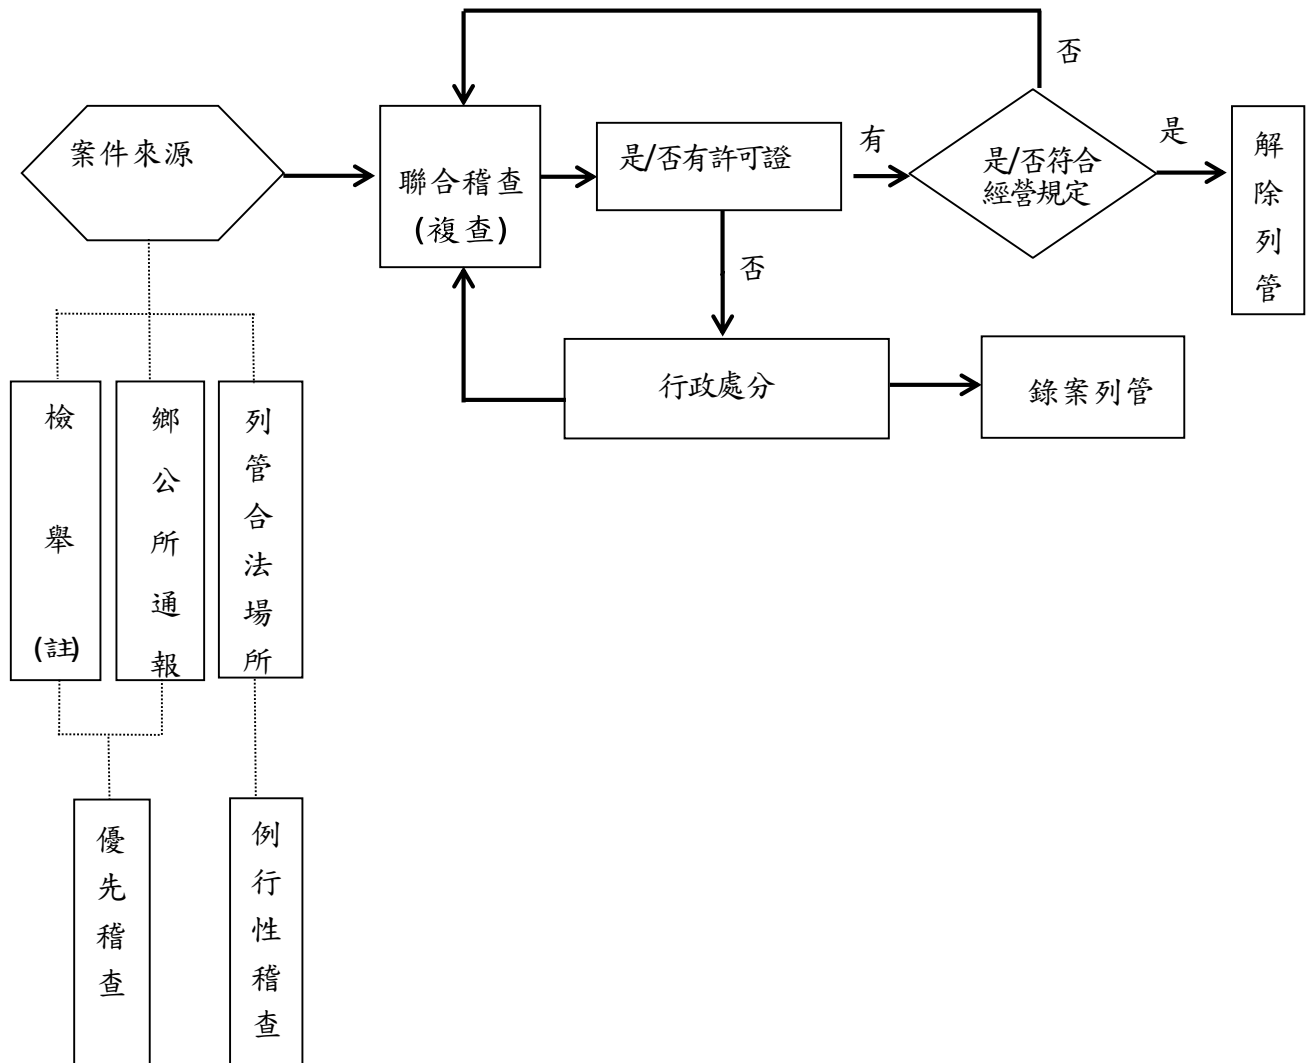 否
案件來源
聯合稽查
(複查)
是/否有許可證
有
是/否符合
經營規定
是
解除列管
否
行政處分
錄案列管
檢舉(註)
鄉公所通報
列管合法場所
優先稽查
例行性稽查